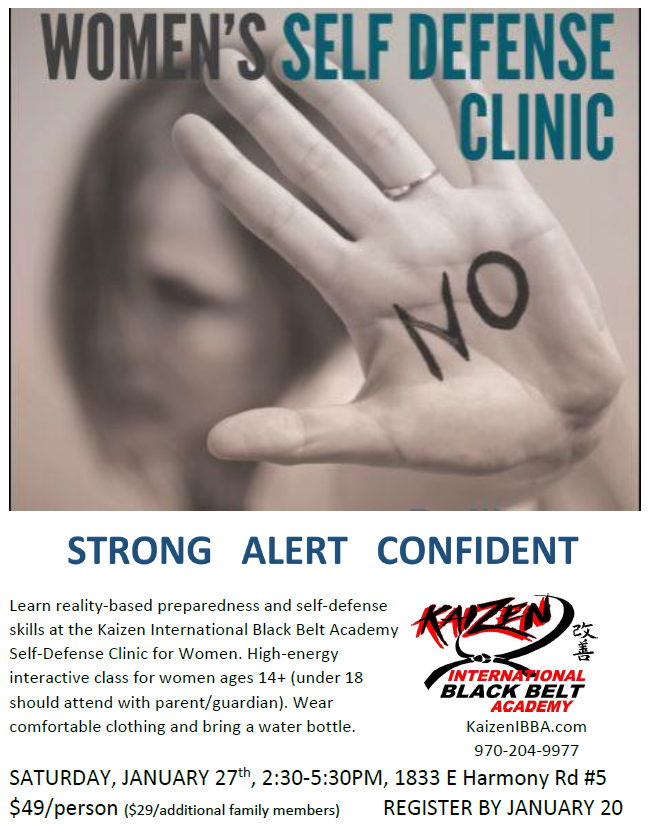 WOMEN'S SELF DEFENSE
CLINIC
NO
STRONG ALERT CONFIDENT
Learn reality-based preparedness and self-defense
skills at the Kaizen International Black Belt Academy
Self-Defense Clinic for Women. High-energy
interactive class for women ages 14+ (under 18
should attend with parent/guardian). Wear
comfortable clothing and bring a water bottle.
KAIZEN
改善
INTERNATIONAL
BLACK BELT
ACADEMY
KaizenIBBA.com
970-204-9977
SATURDAY, JANUARY 27th, 2:30-5:30PM, 1833 E Harmony Rd #5
$49/person ($29/additional family members) REGISTER BY JANUARY 20